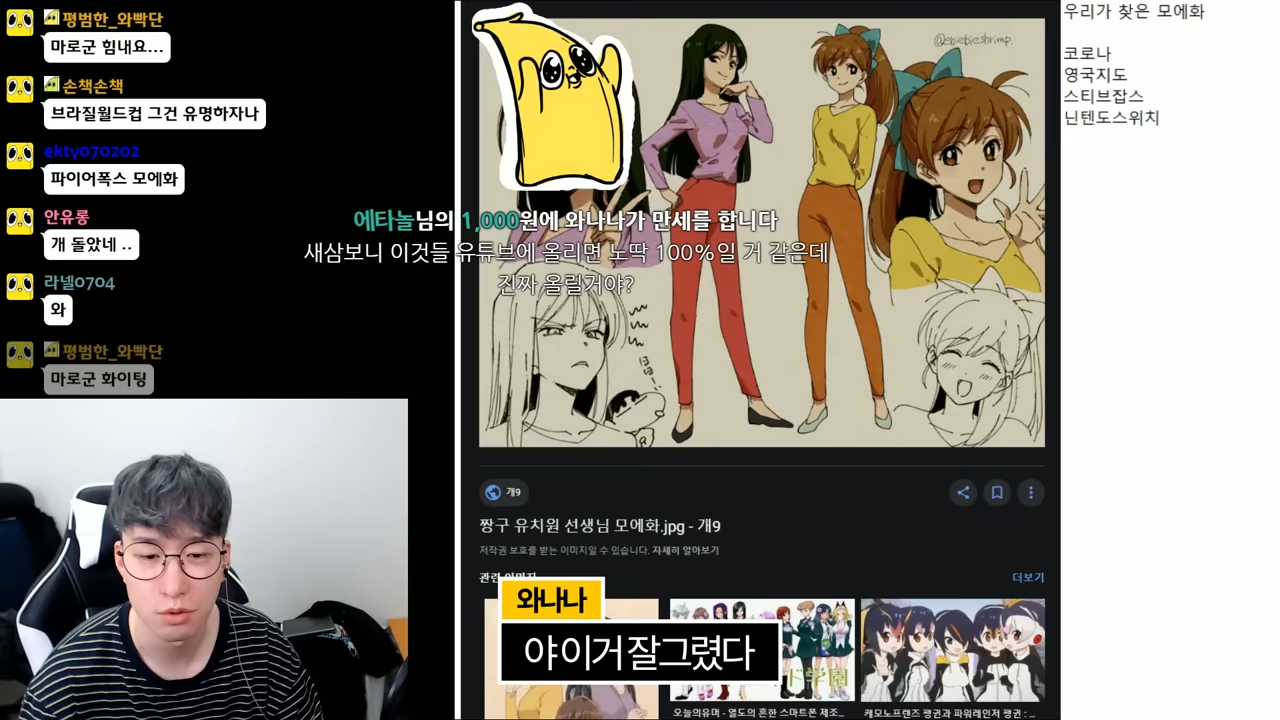 평범한_와빡단
마로군 힘내요...
손책손책
브라질월드컵 그건 유명하자나
ekty070202
파이어폭스 모에화
안유롱
개 돌았네 ..
라넬0704
와
평범한_와빡단
마로군 화이팅
@ebiebieshrimp.
에타놀님의 1,000원에 와나나가 만세를 합니다
새삼보니 이것들 유튜브에 올리면 노딱 100%일 거 같은데
진짜 올릴거야?
개9
짱구 유치원 선생님 모에화.jpg - 개9
저작권 보호를 받는 이미지일 수 있습니다. 자세히 알아보기
더보기
와나나
야 이거 잘그렸다
ド学園
오늘의유머 - 열도의 흔한 스마트폰 제조...
케모노프렌즈 펭귄과 파워레인저 펭귄 : ...
우리가 찾은 모에화
코로나
영국지도
스티브잡스
닌텐도스위치